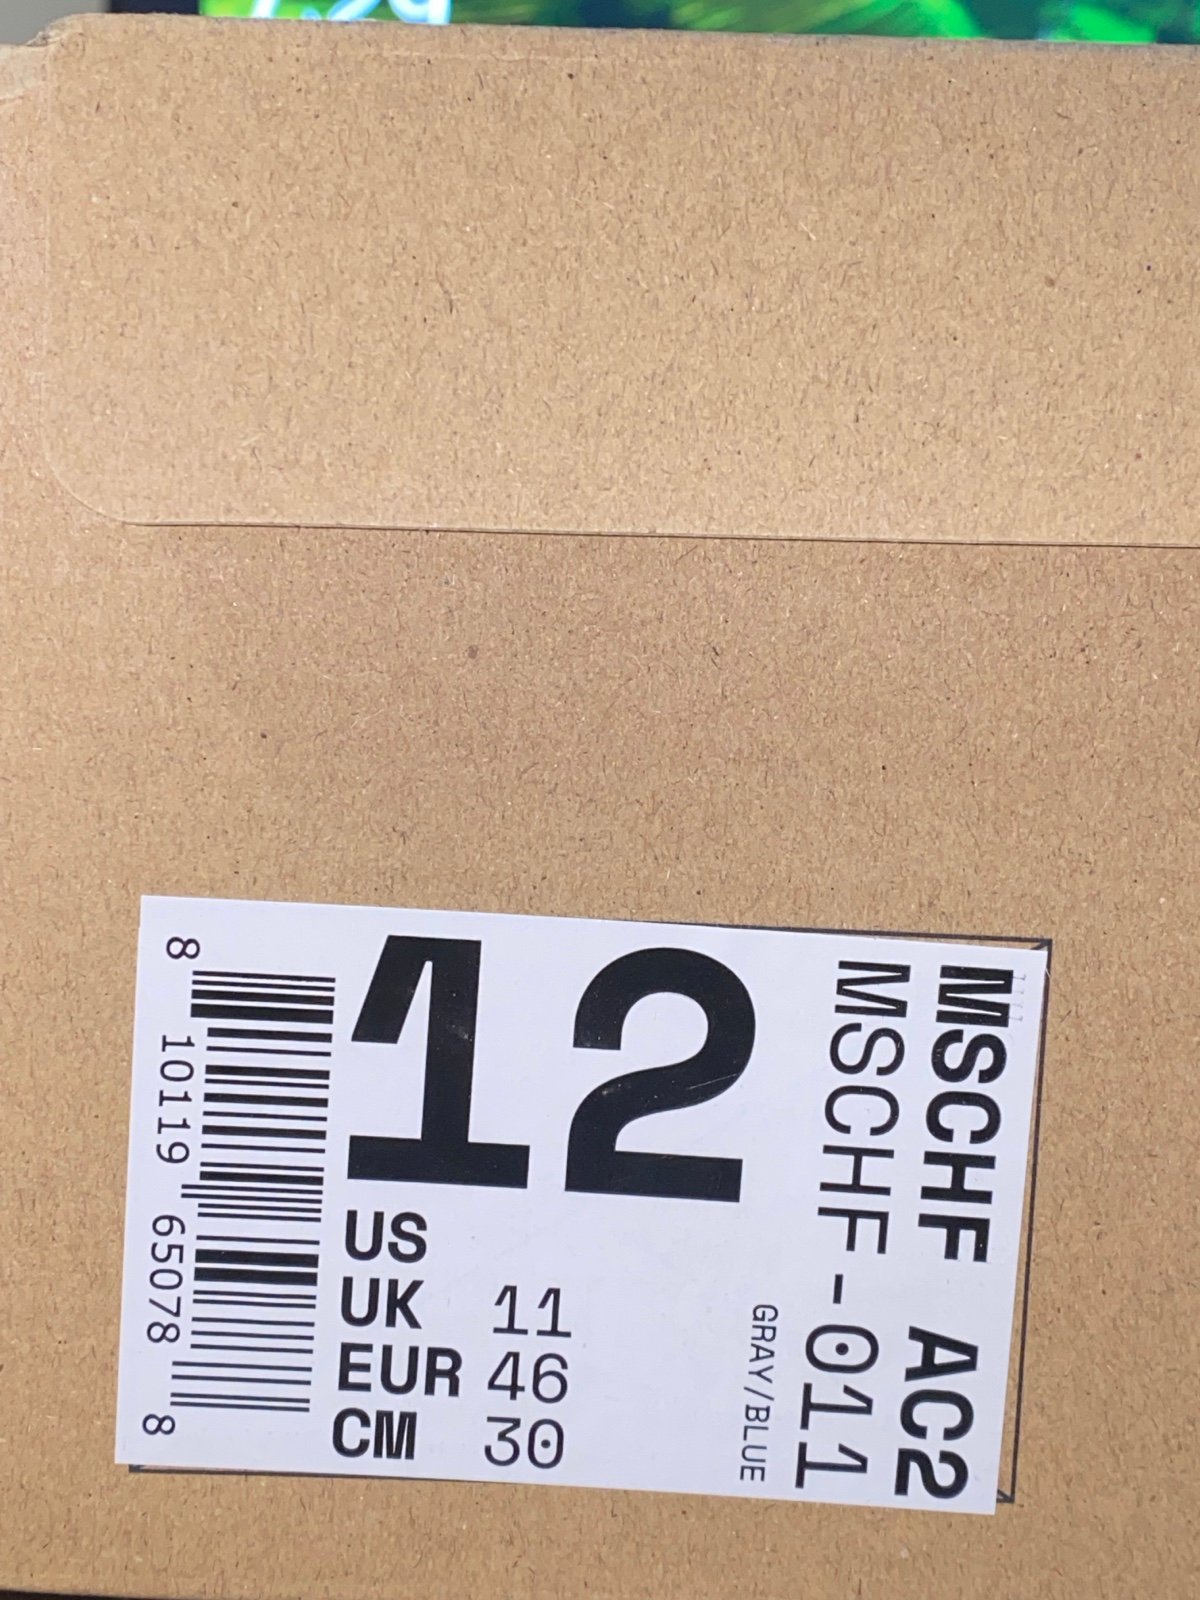 MSCHF AC2
MSCHF-011
GRAY/BLUE
12
US
UK 11
EUR 46
CM 30
8 10119 65078 8